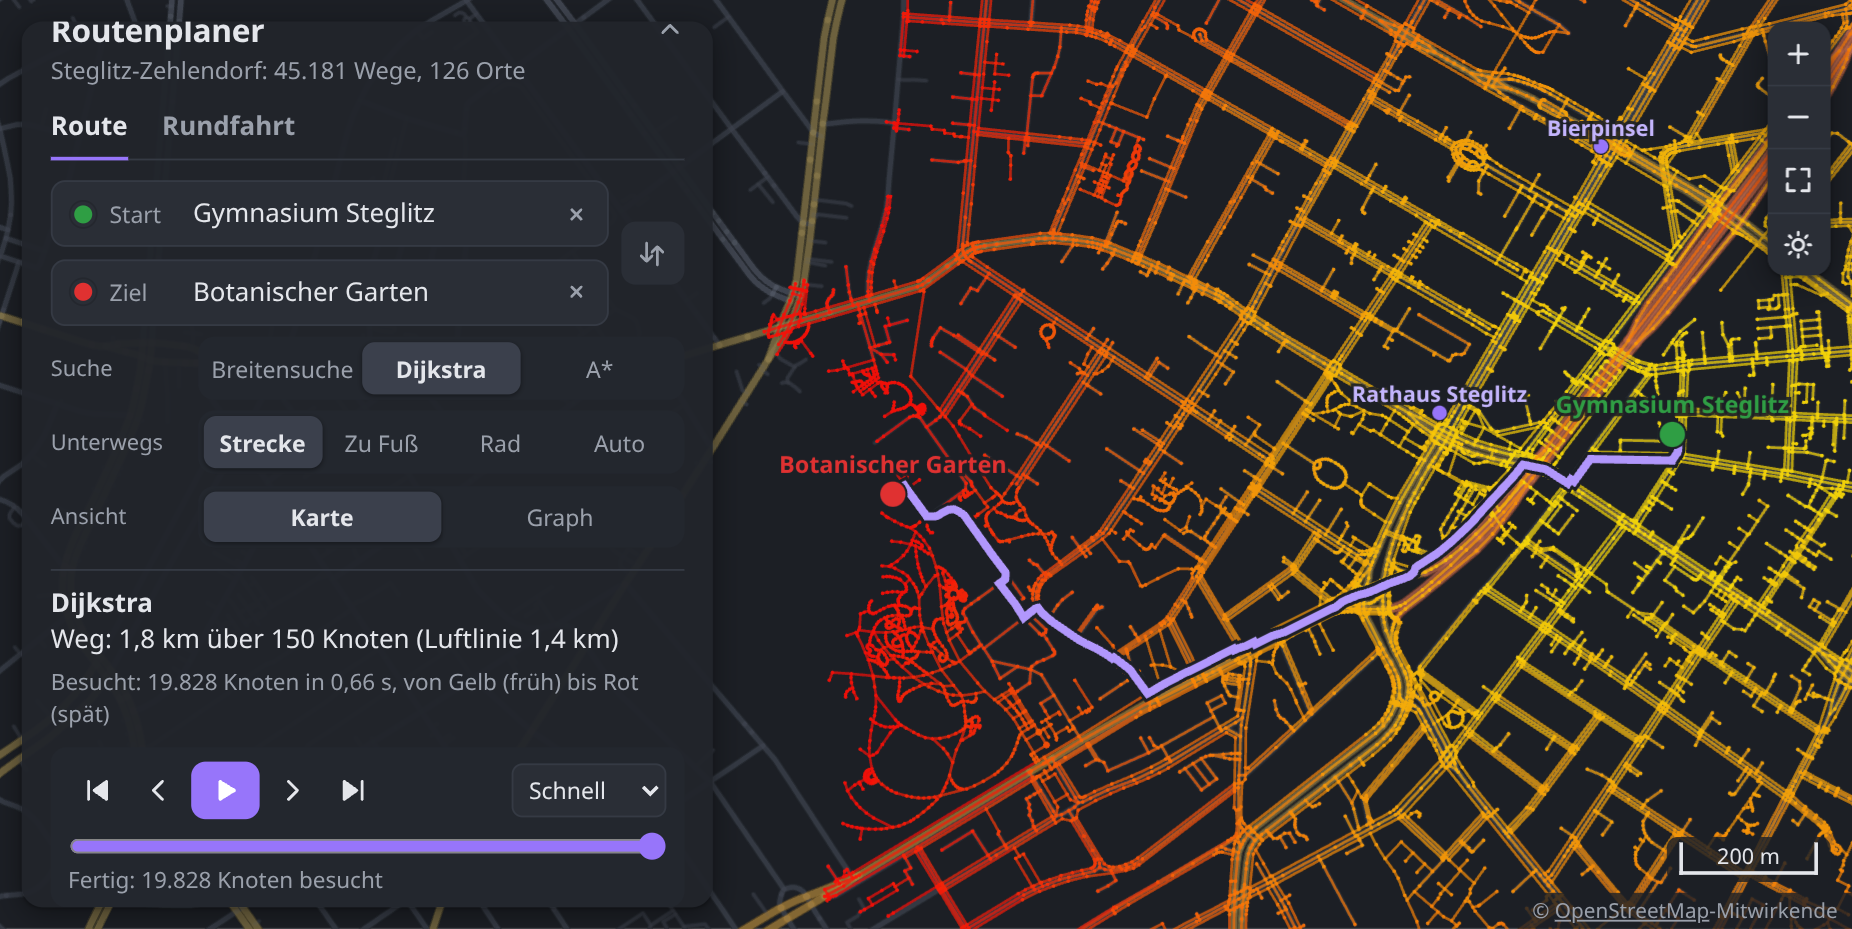 Routenplaner
Steglitz-Zehlendorf: 45.181 Wege, 126 Orte
Route Rundfahrt
Start Gymnasium Steglitz ×
Ziel Botanischer Garten ×
Suche Breitensuche Dijkstra A*
Unterwegs Strecke Zu Fuß Rad Auto
Ansicht Karte Graph
Dijkstra
Weg: 1,8 km über 150 Knoten (Luftlinie 1,4 km)
Besucht: 19.828 Knoten in 0,66 s, von Gelb (früh) bis Rot
(spät)
Schnell
Fertig: 19.828 Knoten besucht
Bierpinsel
Rathaus Steglitz
Gymnasium Steglitz
Botanischer Garten
200 m
© OpenStreetMap-Mitwirkende